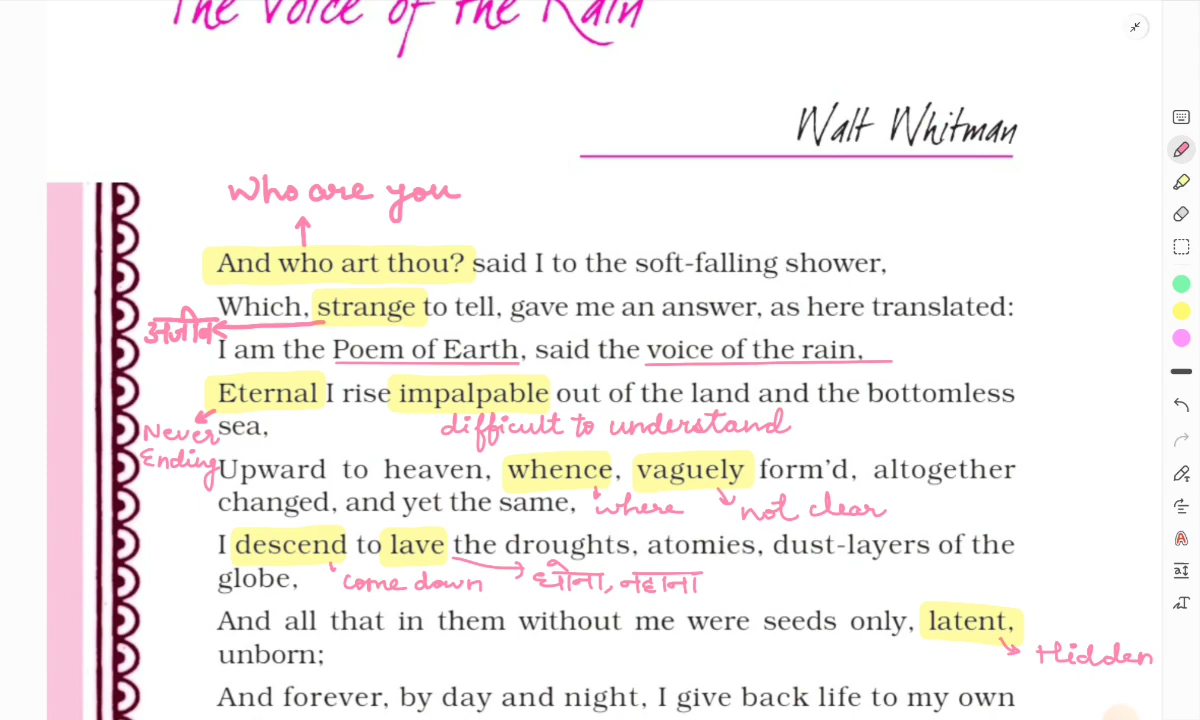 The Voice of the Rain
Walt Whitman
Who are you
And who art thou? said I to the soft-falling shower,
Which, strange to tell, gave me an answer, as here translated:
अजीब
I am the Poem of Earth, said the voice of the rain,
Eternal I rise impalpable out of the land and the bottomless
sea,
Never
Ending
difficult to understand
Upward to heaven, whence, vaguely form’d, altogether
changed, and yet the same,
where
not clear
I descend to lave the droughts, atomies, dust-layers of the
globe,
come down
धोना, नहाना
And all that in them without me were seeds only, latent,
unborn;
Hidden
And forever, by day and night, I give back life to my own